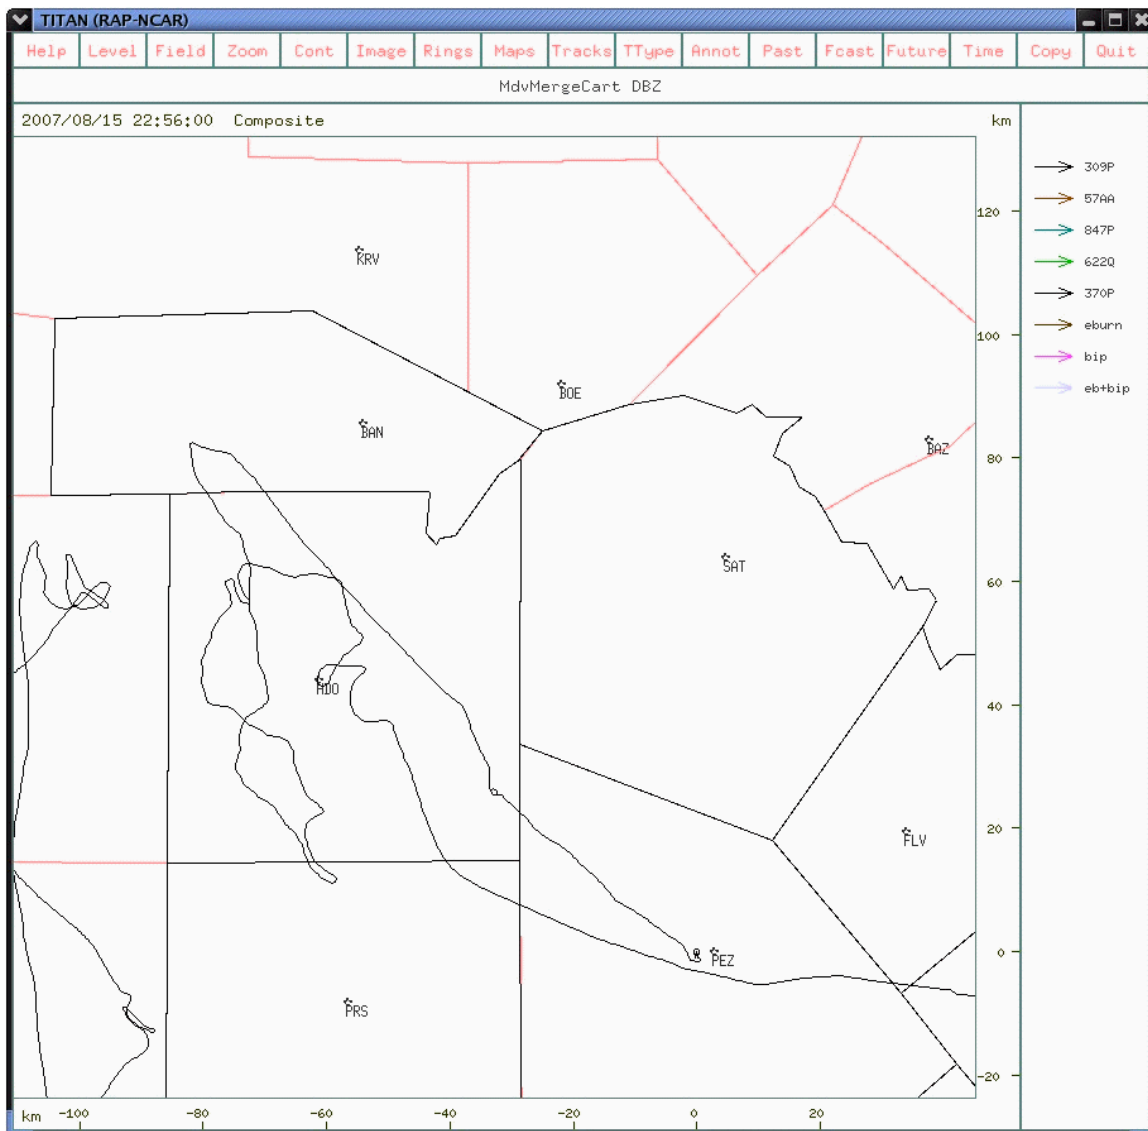 TITAN (RAP-NCAR)
Help Level Field Zoom Cont Image Rings Maps Tracks TType Annot Past Fcast Future Time Copy Quit
MdvMergeCart DBZ
2007/08/15 22:56:00 Composite km
309P
57AA
847P
622Q
370P
eburn
bip
eb+bip
120
KRV
100
BOE
BAN
BAZ
80
SAT
60
ADO
40
FLV
20
PEZ
0
PRS
-20
km -100 -80 -60 -40 -20 0 20